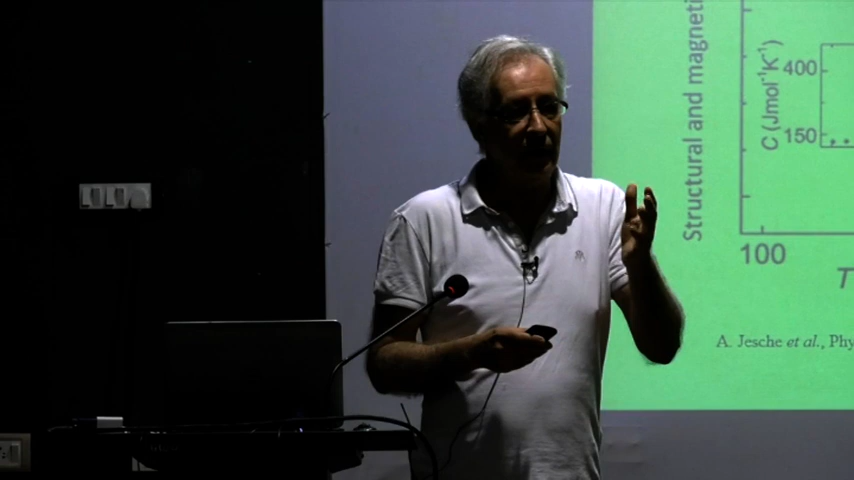 Structural and magneti
C (Jmol⁻¹K⁻¹)
400
150
100
T
A. Jesche et al., Phy